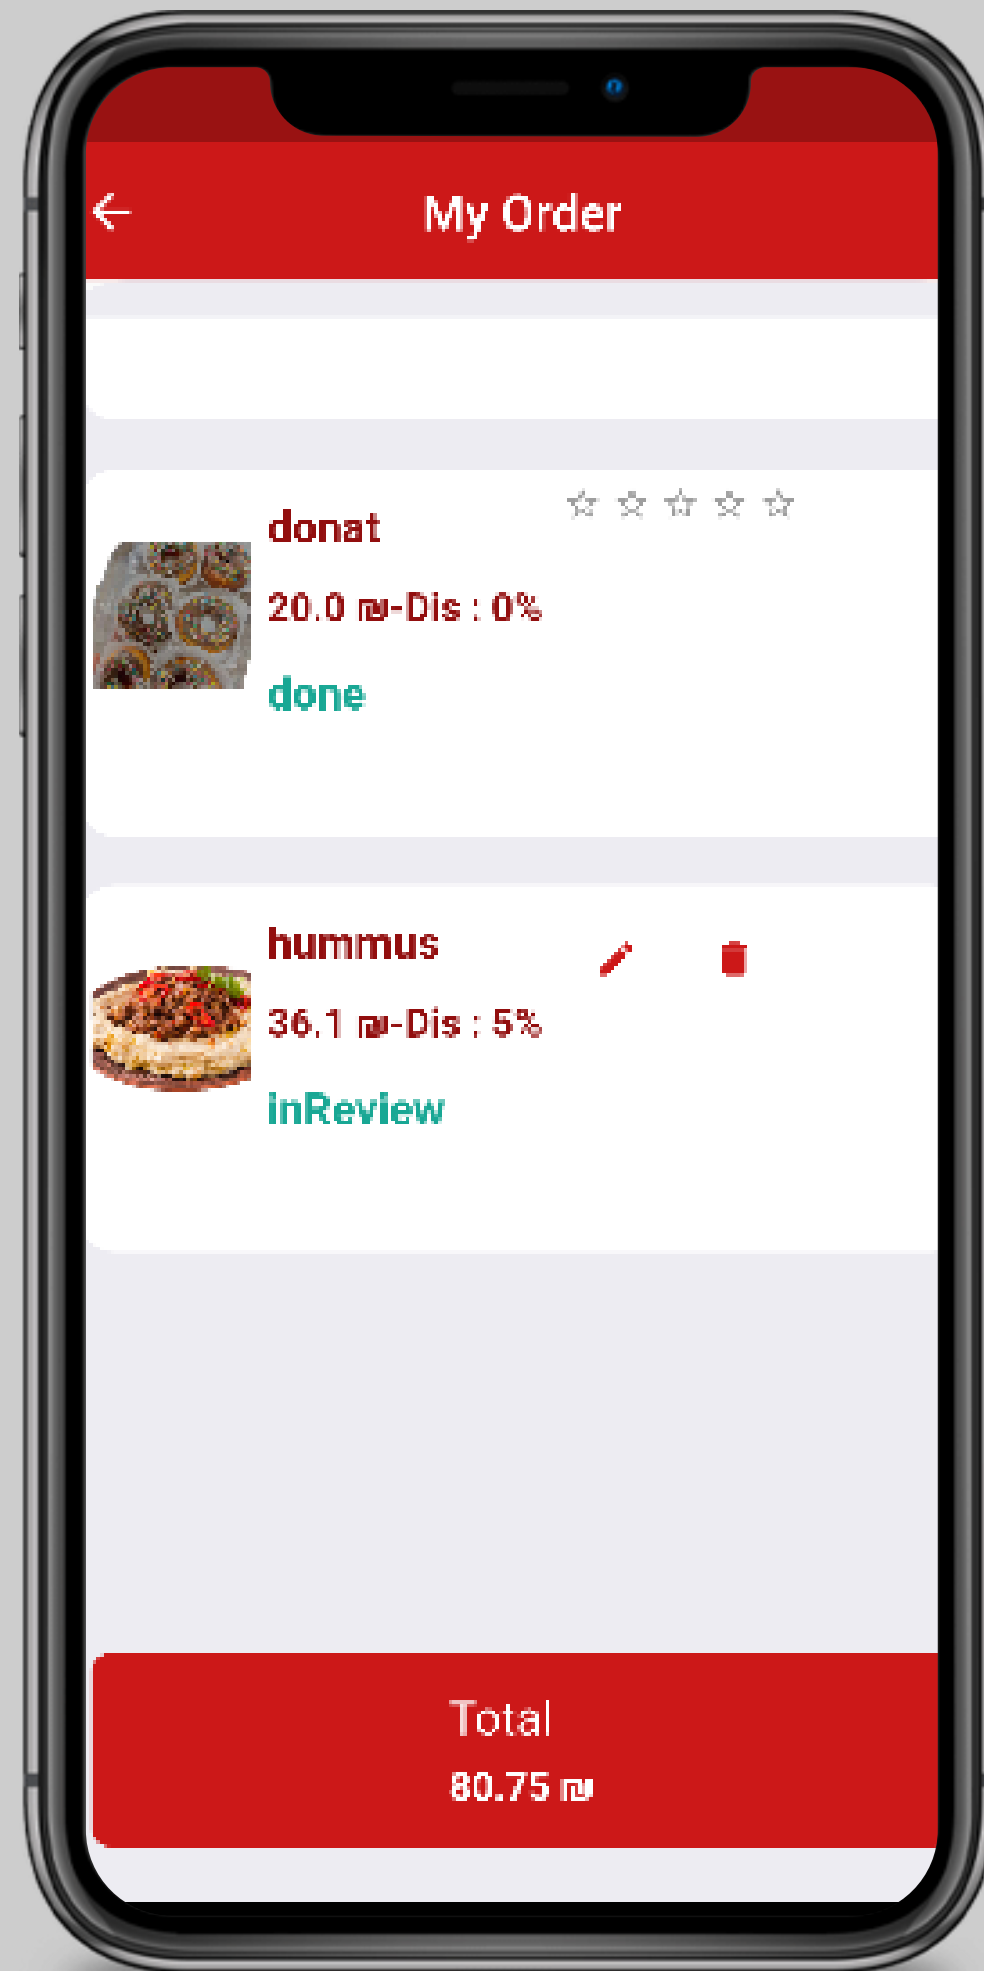 My Order
donat
20.0 ₪-Dis : 0%
done
hummus
36.1 ₪-Dis : 5%
inReview
Total
80.75 ₪